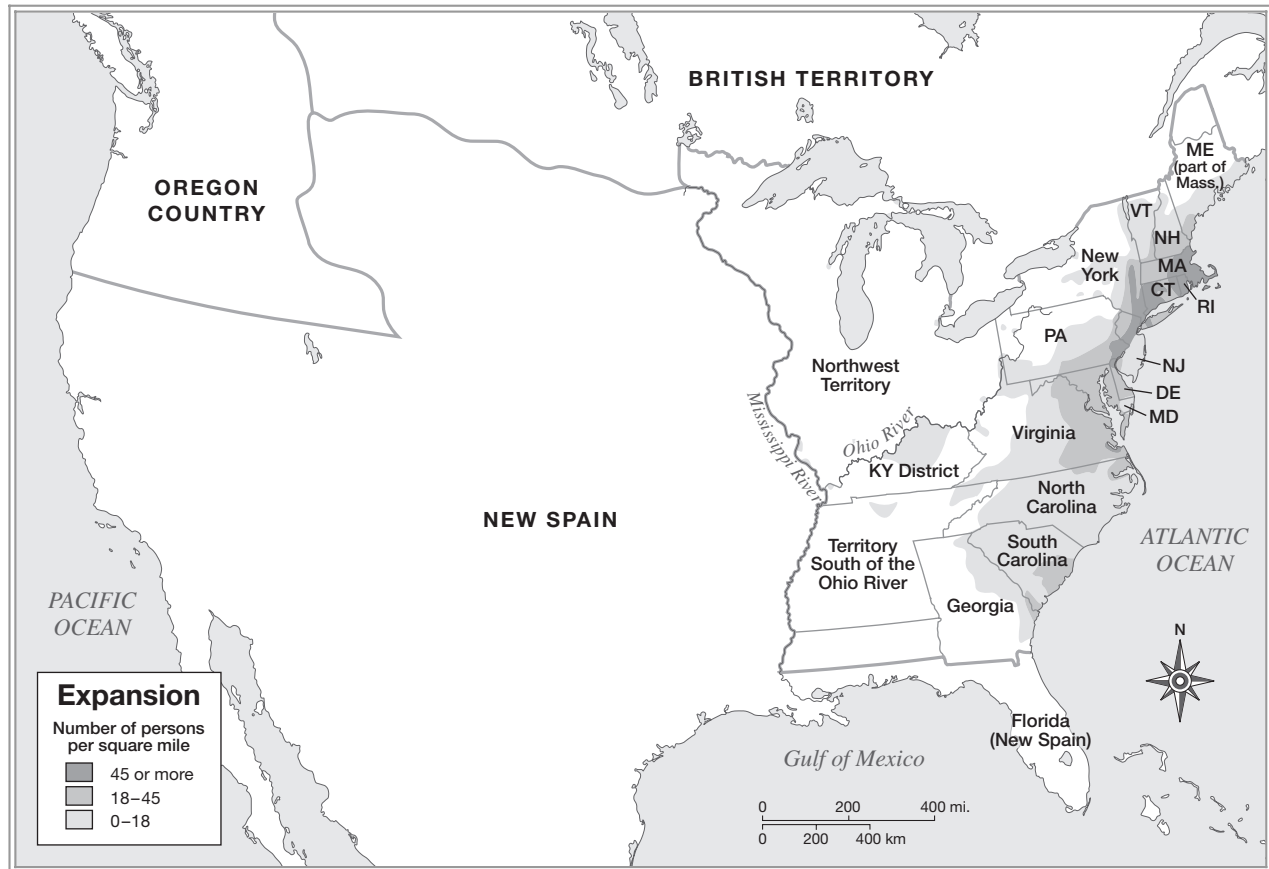 BRITISH TERRITORY
OREGON
COUNTRY
ME
(part of
Mass.)
VT
NH
New
York
MA
CT
RI
PA
NJ
DE
MD
Northwest
Territory
Mississippi River
Ohio River
Virginia
KY District
North
Carolina
NEW SPAIN
South
Carolina
ATLANTIC
OCEAN
Territory
South of the
Ohio River
Georgia
PACIFIC
OCEAN
N
Florida
(New Spain)
Gulf of Mexico
Expansion
Number of persons
per square mile
45 or more
18–45
0–18
0 200 400 mi.
0 200 400 km